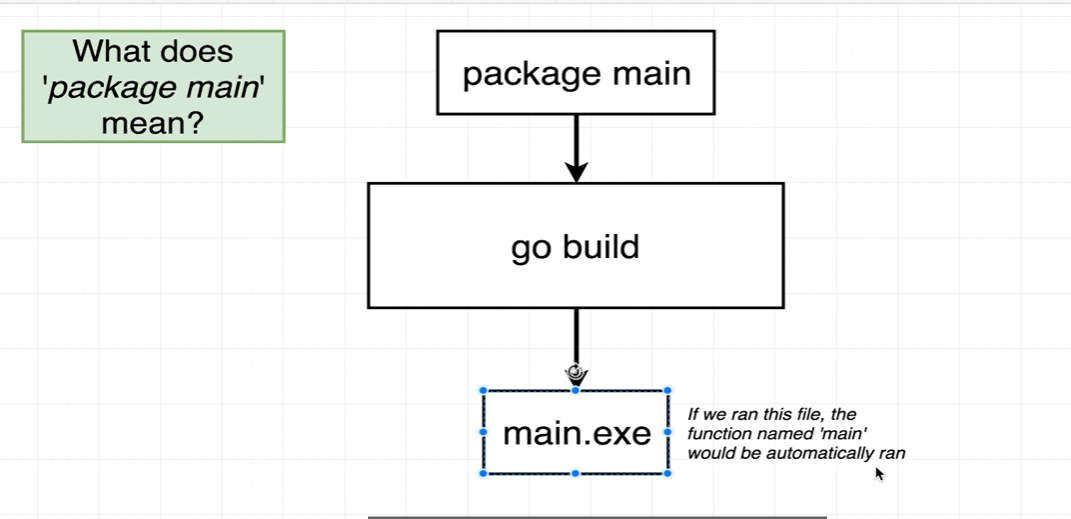 What does
'package main'
mean?
package main
go build
main.exe
If we ran this file, the
function named 'main'
would be automatically ran